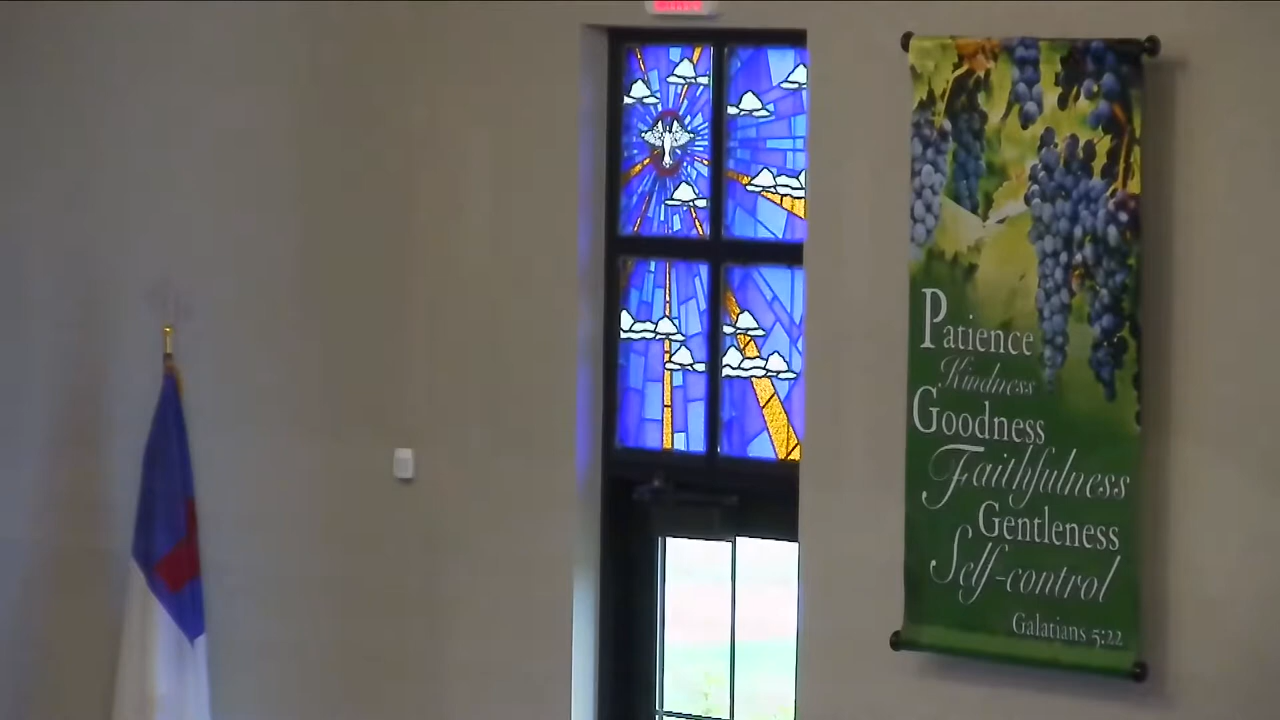 Patience
Kindness
Goodness
Faithfulness
Gentleness
Self-control
Galatians 5:22